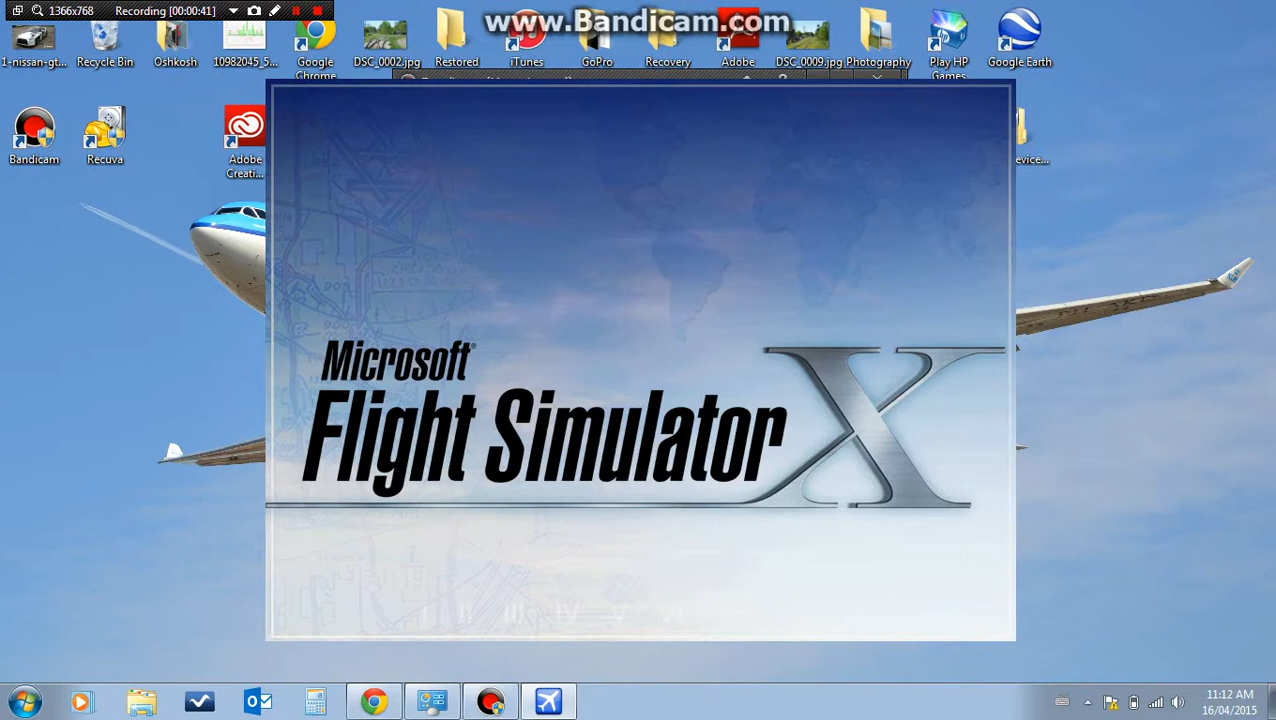 1366x768 Recording [00:00:41]
www.Bandicam.com
1-nissan-gt... Recycle Bin Oshkosh 10982045_5... Google Chrome DSC_0002.jpg Restored iTunes GoPro Recovery Adobe DSC_0009.jpg Photography Play HP Games Google Earth
Bandicam Recuva Adobe Creati... evice...
Microsoft®
Flight Simulator X
11:12 AM
16/04/2015